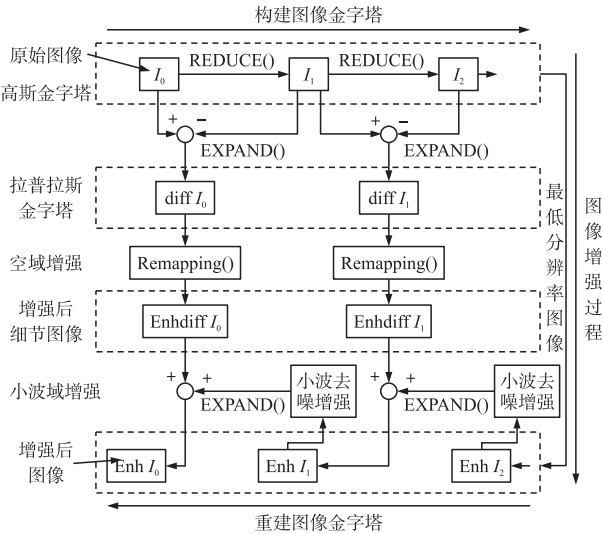 构建图像金字塔
原始图像
I₀
REDUCE()
I₁
REDUCE()
I₂
高斯金字塔
+
−
+
−
EXPAND()
EXPAND()
拉普拉斯
金字塔
diff I₀
diff I₁
空域增强
Remapping()
Remapping()
增强后
细节图像
Enhdiff I₀
Enhdiff I₁
最低分辨率图像
图像增强过程
小波域增强
+
+
EXPAND()
小波去
噪增强
+
+
EXPAND()
小波去
噪增强
增强后
图像
Enh I₀
Enh I₁
Enh I₂
重建图像金字塔